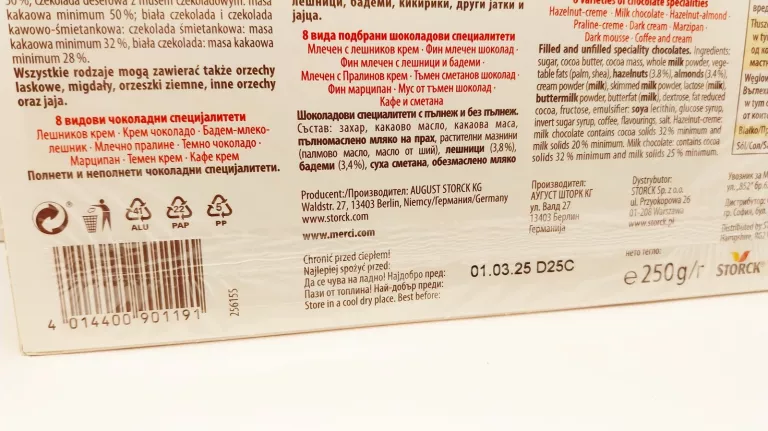 50%, czekolada deserowa z musem czekoladowym: masa
kakaowa minimum 50%; biała czekolada i czekolada
kawowo-śmietankowa: czekolada śmietankowa: masa
kakaowa minimum 32%, biała czekolada: masa kakaowa
minimum 28%.
Wszystkie rodzaje mogą zawierać także orzechy
laskowe, migdały, orzeszki ziemne, inne orzechy
oraz jaja.
8 видови чоколадни специјалитети
Лешников крем · Крем чоколадо · Бадем-млеко-
лешник · Млечно пралине · Темно чоколадо ·
Марципан · Темен крем · Кафе крем
Полнети и неполнети чоколадни специјалитети.
41
ALU
22
PAP
5
PP
4 014400 901191
256155
лешници, бадеми, кикирики, други јатки и
јајца.
8 вида подбрани шоколадови специалитети
Млечен с лешников крем · Фин млечен шоколад ·
Фин млечен с лешници и бадеми ·
Млечен с Пралинов крем · Тъмен сметанов шоколад ·
Фин марципан · Мус от тъмен шоколад ·
Кафе и сметана
Шоколадови специалитети с пълнеж и без пълнеж.
Състав: захар, какаово масло, какаова маса,
пълномаслено мляко на прах, растителни мазнини
(палмово масло, масло от ший), лешници (3,8%),
бадеми (3,4%), суха сметана, обезмаслено мляко
Producent:/Производител: AUGUST STORCK KG
Waldstr. 27, 13403 Berlin, Niemcy/Германия/Germany
www.storck.com
www.merci.com
Chronić przed ciepłem!
Najlepiej spożyć przed:
Да се чува на ладно! Најдобро пред:
Пази от топлина! Най-добър преди:
Store in a cool dry place. Best before:
01.03.25 D25C
8 varieties of chocolate specialities
Hazelnut-creme · Milk chocolate · Hazelnut-almond ·
Praline-creme · Dark cream · Marzipan ·
Dark mousse · Coffee and cream
Filled and unfilled speciality chocolates. Ingredients:
sugar, cocoa butter, cocoa mass, whole milk powder, vege-
table fats (palm, shea), hazelnuts (3.8%), almonds (3.4%),
cream powder (milk), skimmed milk powder, lactose (milk),
buttermilk powder, butterfat (milk), dextrose, fat reduced
cocoa, fructose, emulsifier: soya lecithin, glucose syrup,
invert sugar syrup, coffee, flavourings, salt. Hazelnut-creme:
milk chocolate contains cocoa solids 32% minimum and
milk solids 20% minimum. Milk chocolate: contains cocoa
solids 32% minimum and milk solids 25% minimum.
Производител:
АУГУСТ ШТОРК КГ
ул. Валд 27
13403 Берлин
Германија
Dystrybutor:
STORCK Sp. z o.o.
ul. Przyokopowa 26
01-208 Warszawa
www.storck.pl
нето тегло:
e 250g/г
STORCK